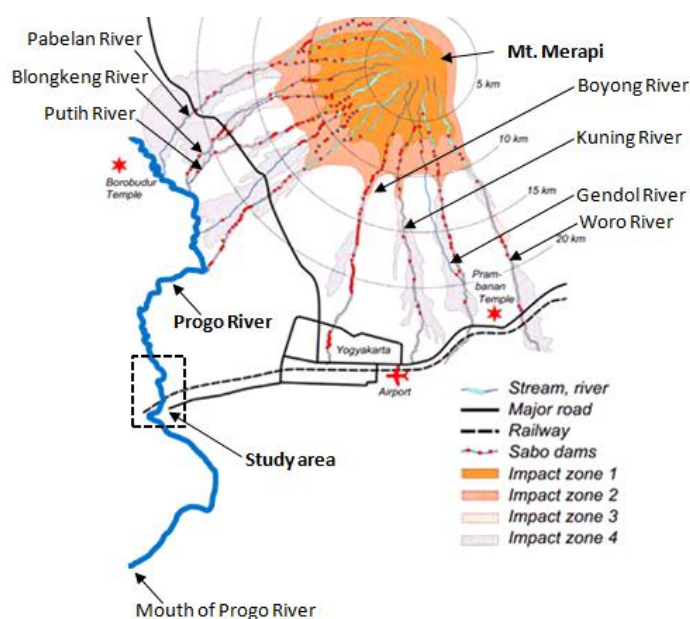 Pabelan River
Blongkeng River
Putih River
Mt. Merapi
Boyong River
Kuning River
Gendol River
Woro River
5 km
10 km
15 km
20 km
Borobudur
Temple
Pram-
banan
Temple
Progo River
Yogyakarta
Airport
Study area
Mouth of Progo River
Stream, river
Major road
Railway
Sabo dams
Impact zone 1
Impact zone 2
Impact zone 3
Impact zone 4